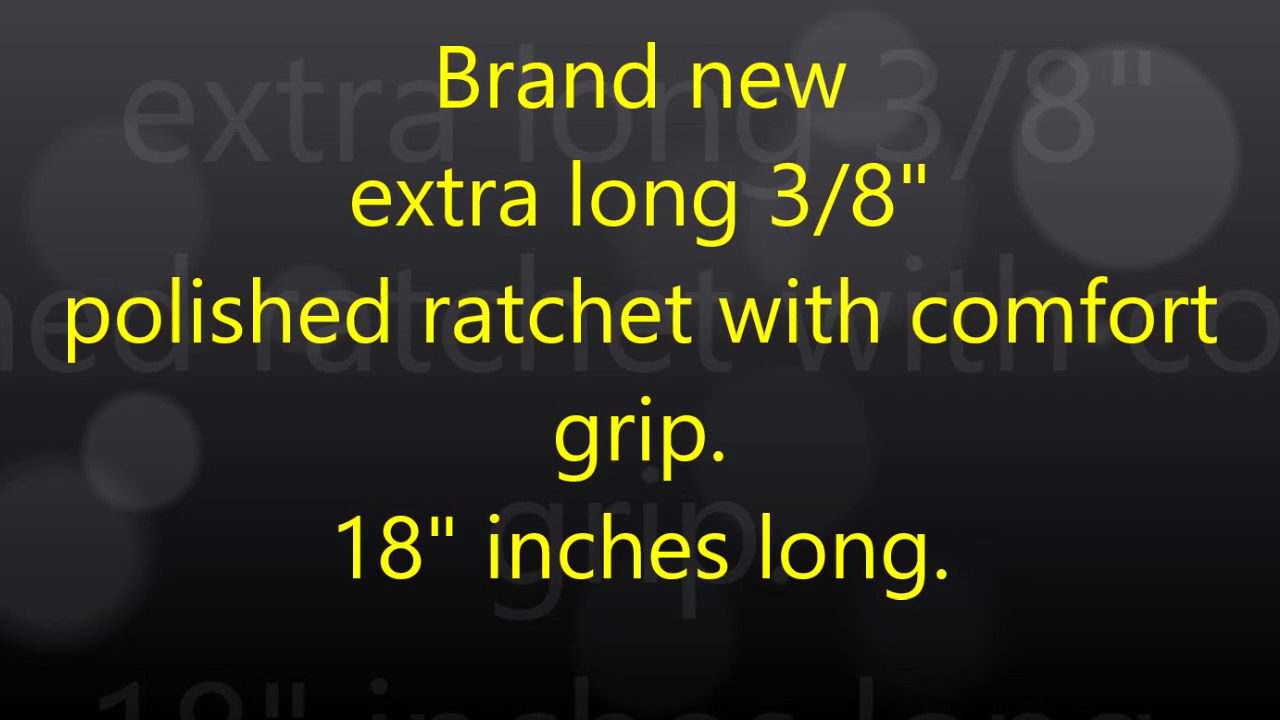 Brand new
extra long 3/8"
polished ratchet with comfort
grip.
18" inches long.